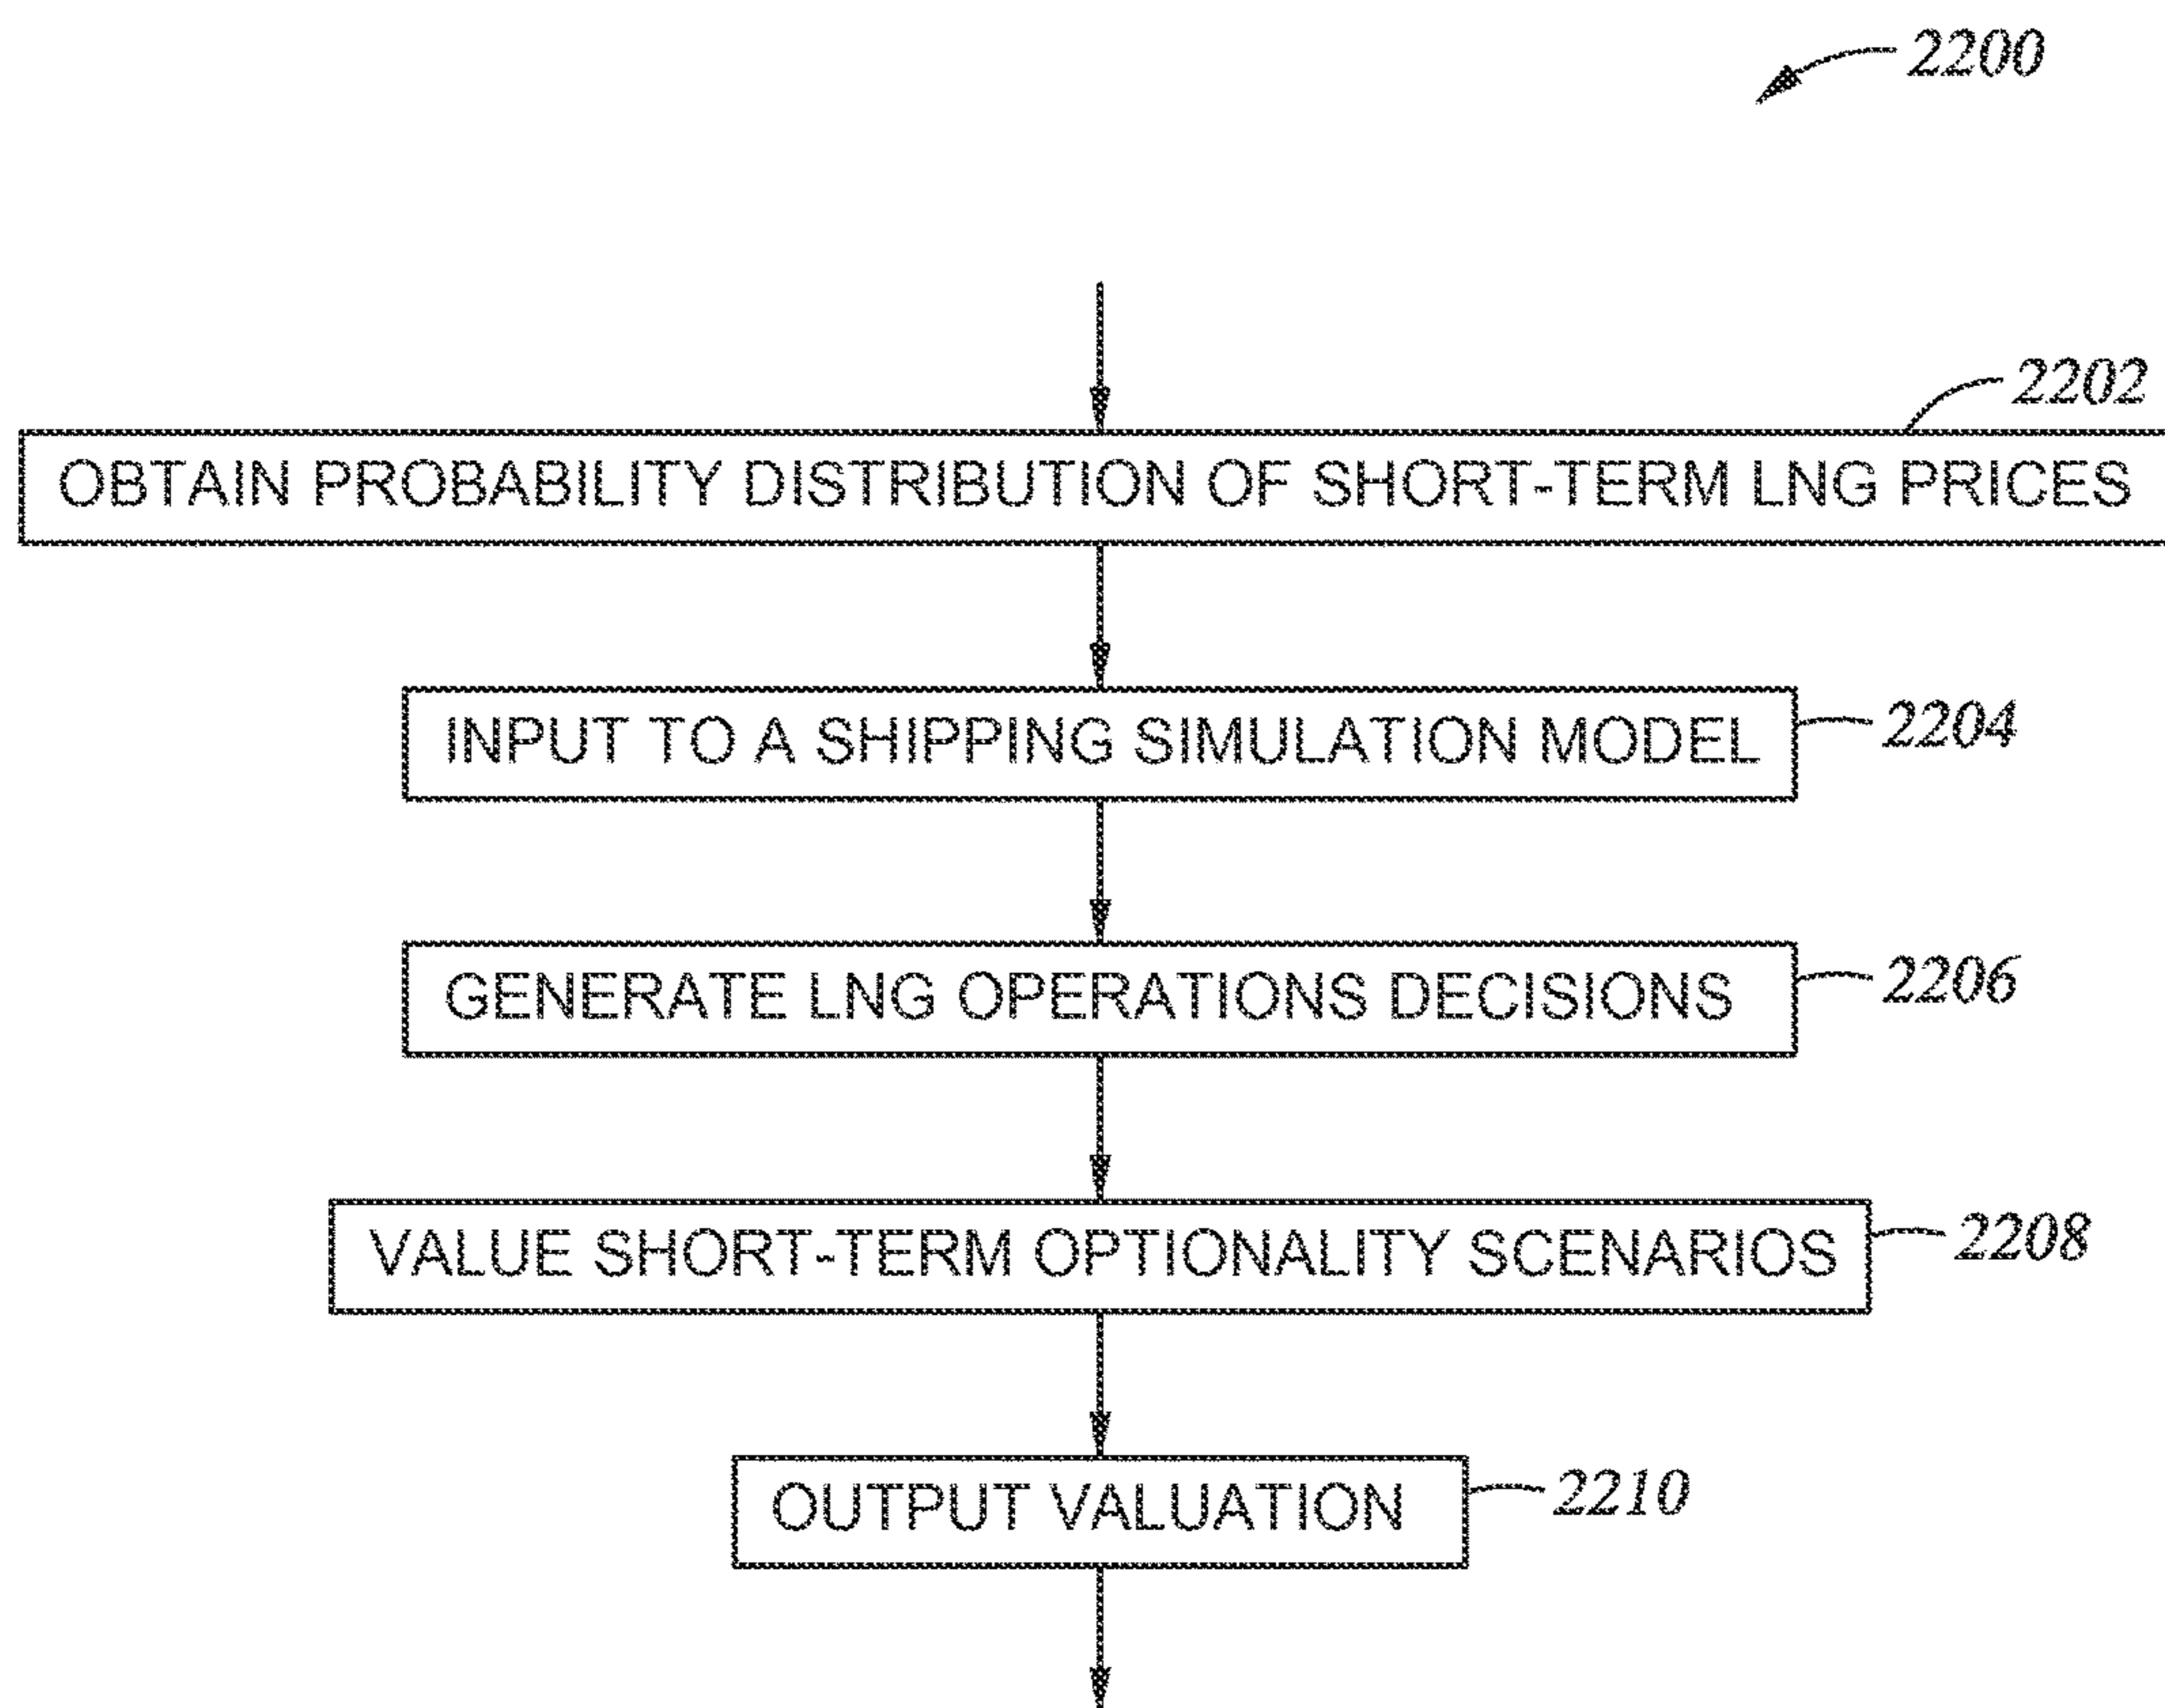 2200
2202
OBTAIN PROBABILITY DISTRIBUTION OF SHORT-TERM LNG PRICES
INPUT TO A SHIPPING SIMULATION MODEL 2204
GENERATE LNG OPERATIONS DECISIONS 2206
VALUE SHORT-TERM OPTIONALITY SCENARIOS 2208
OUTPUT VALUATION 2210